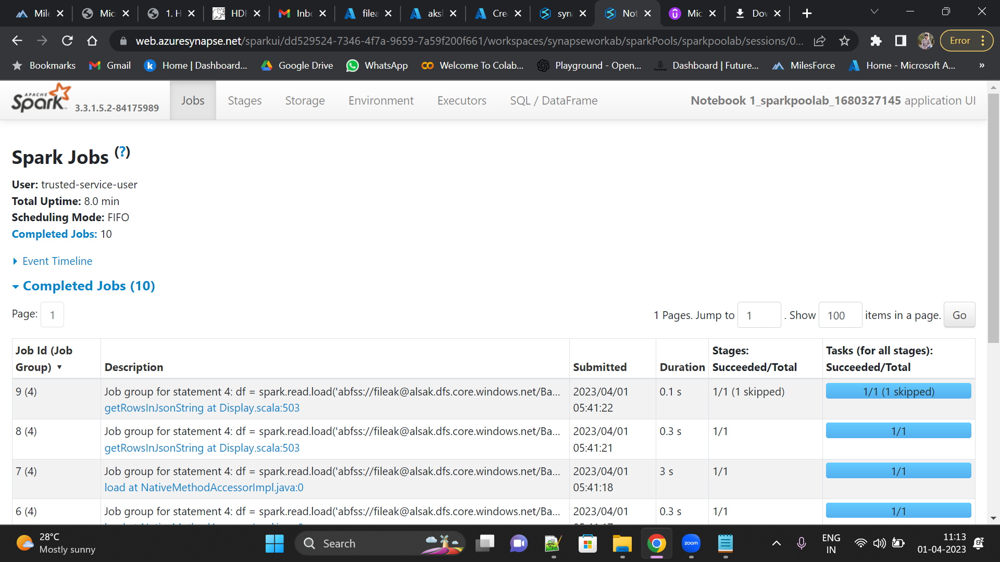 Mile
Mic
1. H
HDF
Inbo
filea
aksl
Cre
syna
Not
Mic
Dov
web.azuresynapse.net/sparkui/dd529524-7346-4f7a-9659-7a59f200f661/workspaces/synapseworkab/sparkPools/sparkpoolab/sessions/0...
Error
Bookmarks
Gmail
Home | Dashboard...
Google Drive
WhatsApp
Welcome To Colab...
Playground - Open...
Dashboard | Future...
MilesForce
Home - Microsoft A...
»
APACHE
Spark
3.3.1.5.2-84175989
Jobs
Stages
Storage
Environment
Executors
SQL / DataFrame
Notebook 1_sparkpoolab_1680327145 application UI
Spark Jobs (?)
User: trusted-service-user
Total Uptime: 8.0 min
Scheduling Mode: FIFO
Completed Jobs: 10
Event Timeline
Completed Jobs (10)
Page: 1
1 Pages. Jump to 1 . Show 100 items in a page. Go
Job Id (Job Group) ▾
Description
Submitted
Duration
Stages: Succeeded/Total
Tasks (for all stages): Succeeded/Total
9 (4)
Job group for statement 4: df = spark.read.load('abfss://fileak@alsak.dfs.core.windows.net/Ba...
getRowsInJsonString at Display.scala:503
2023/04/01 05:41:22
0.1 s
1/1 (1 skipped)
1/1 (1 skipped)
8 (4)
Job group for statement 4: df = spark.read.load('abfss://fileak@alsak.dfs.core.windows.net/Ba...
getRowsInJsonString at Display.scala:503
2023/04/01 05:41:21
0.3 s
1/1
1/1
7 (4)
Job group for statement 4: df = spark.read.load('abfss://fileak@alsak.dfs.core.windows.net/Ba...
load at NativeMethodAccessorImpl.java:0
2023/04/01 05:41:18
3 s
1/1
1/1
6 (4)
Job group for statement 4: df = spark.read.load('abfss://fileak@alsak.dfs.core.windows.net/Ba...
2023/04/01
0.3 s
1/1
1/1
28°C
Mostly sunny
Search
zoom
ENG
IN
11:13
01-04-2023